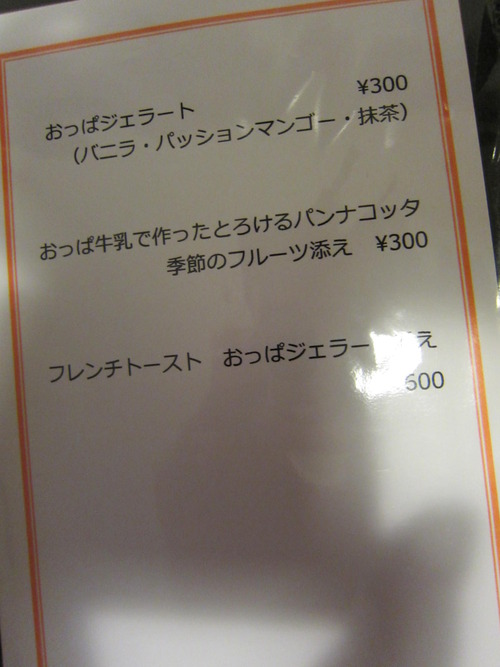 ¥300
おっぱジェラート
(バニラ・パッションマンゴー・抹茶)
おっぱ牛乳で作ったとろけるパンナコッタ
季節のフルーツ添え ¥300
フレンチトースト おっぱジェラー え
600